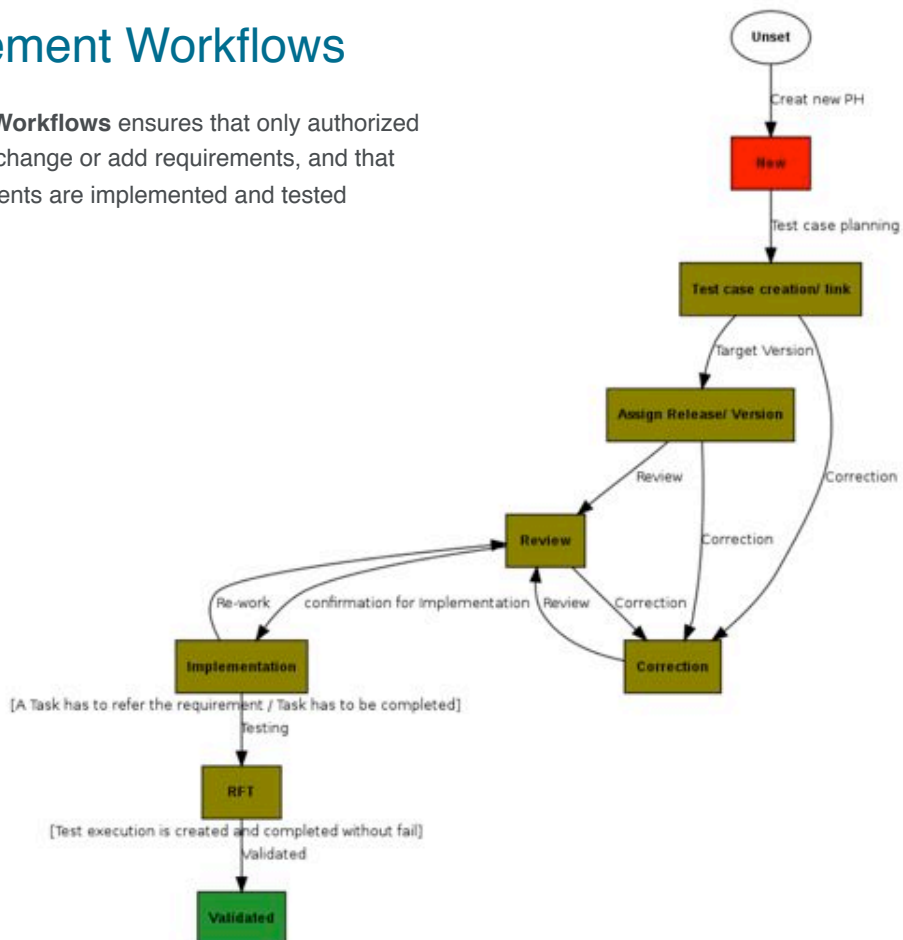 ement Workflows
Workflows ensures that only authorized
change or add requirements, and that
ents are implemented and tested
Unset
Creat new PH
New
Test case planning
Test case creation/ link
Target Version
Assign Release/ Version
Review
Correction
Correction
Review
Re-work
confirmation for Implementation
Review
Correction
Implementation
Correction
[A Task has to refer the requirement / Task has to be completed]
Testing
RFT
[Test execution is created and completed without fail]
Validated
Validated